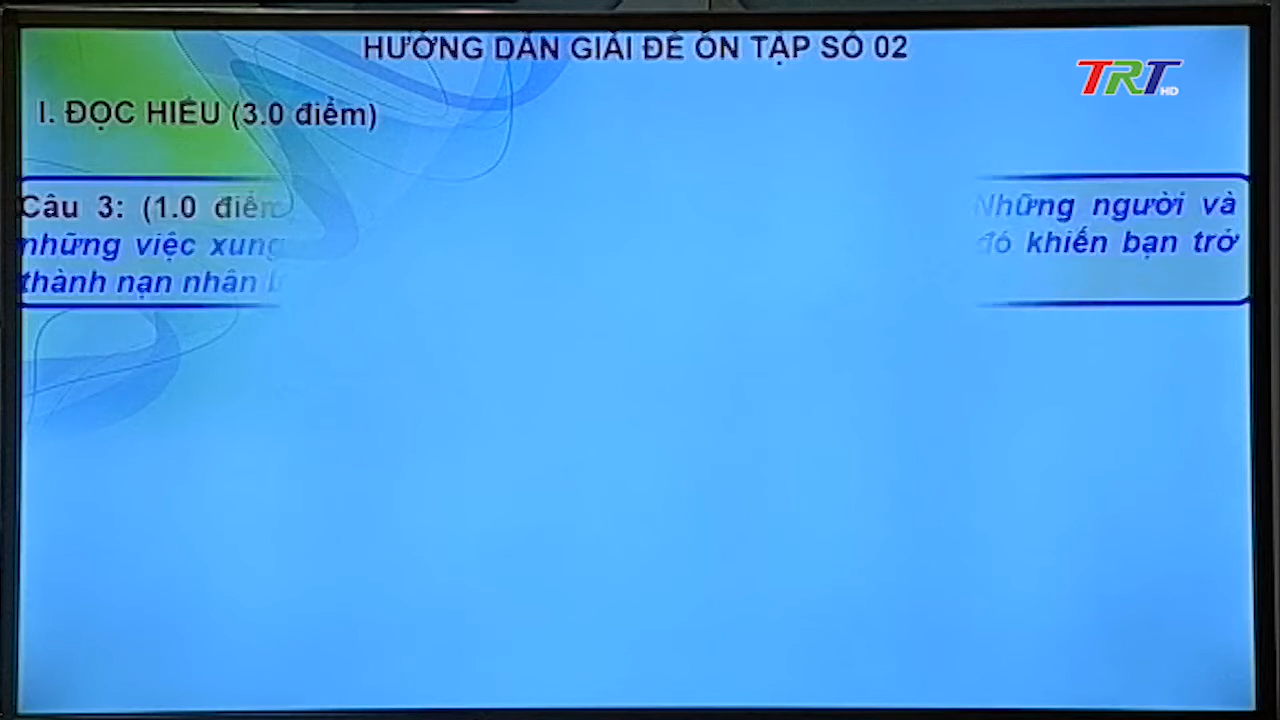 HƯỚNG DẪN GIẢI ĐỀ ÔN TẬP SỐ 02
TRT HD
I. ĐỌC HIỂU (3.0 điểm)
Câu 3: (1.0 điểm Những người và
những việc xung đó khiến bạn trở
thành nạn nhân